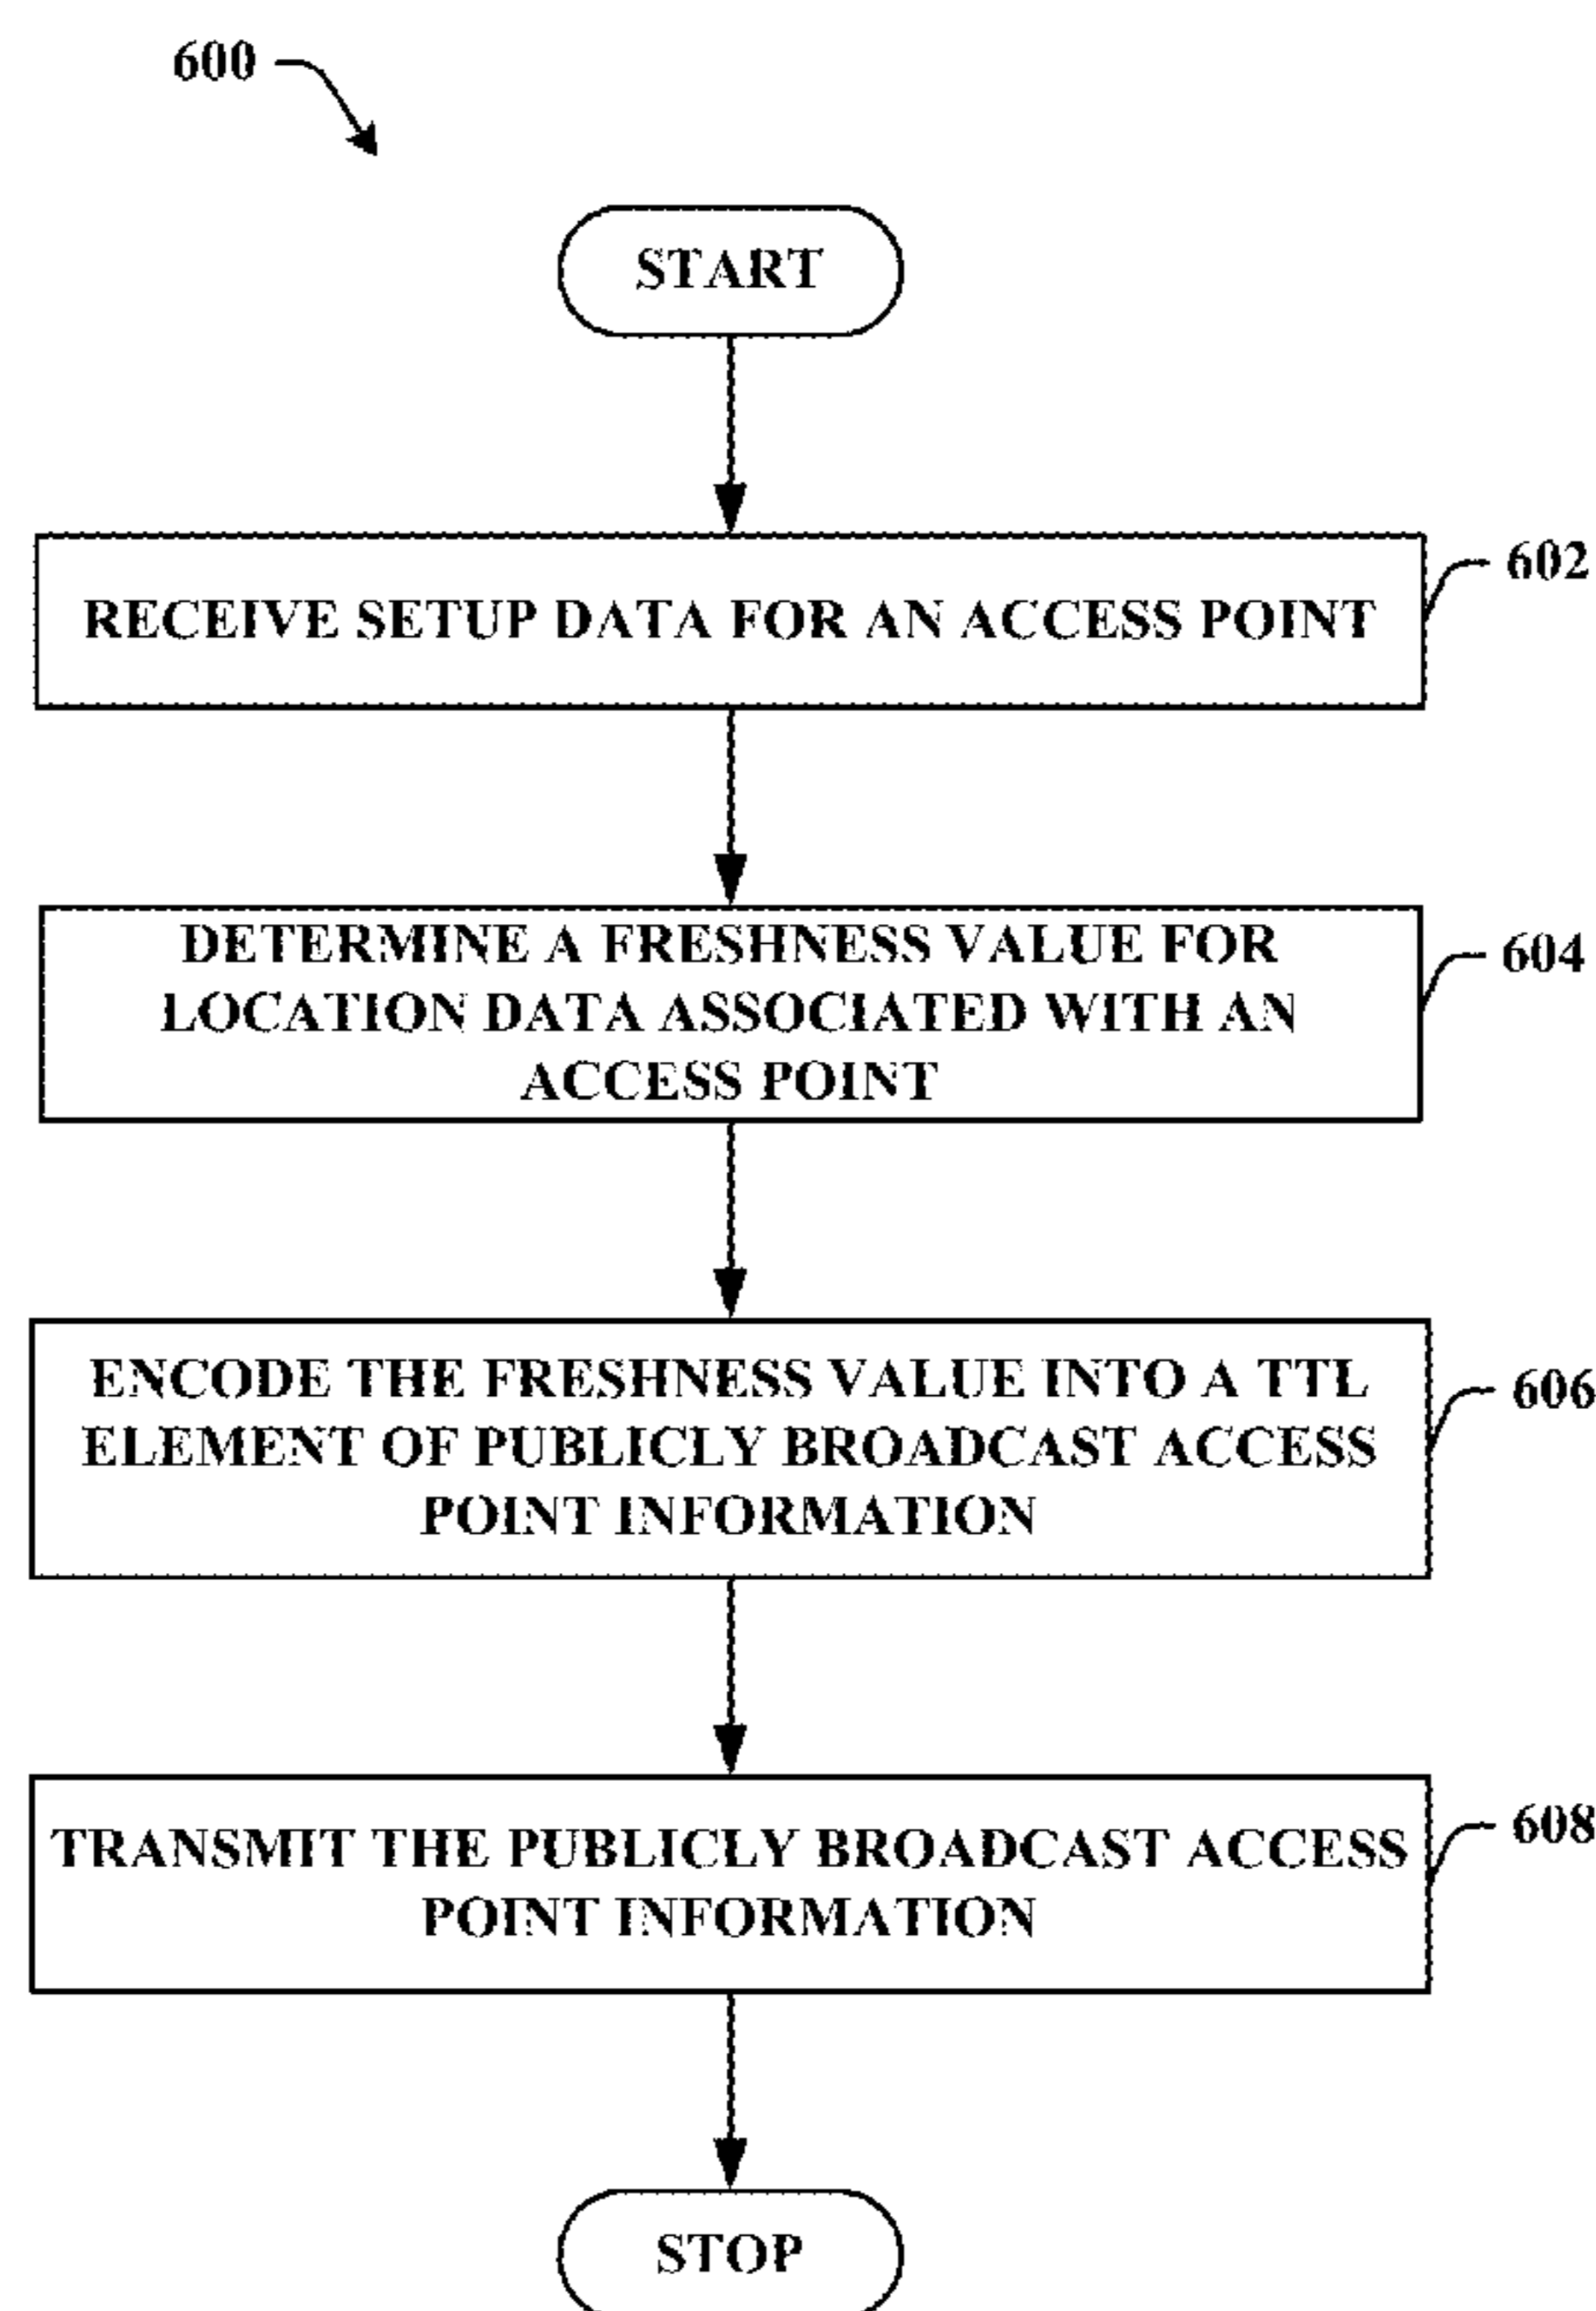 600
START
RECEIVE SETUP DATA FOR AN ACCESS POINT
602
DETERMINE A FRESHNESS VALUE FOR
LOCATION DATA ASSOCIATED WITH AN
ACCESS POINT
604
ENCODE THE FRESHNESS VALUE INTO A TTL
ELEMENT OF PUBLICLY BROADCAST ACCESS
POINT INFORMATION
606
TRANSMIT THE PUBLICLY BROADCAST ACCESS
POINT INFORMATION
608
STOP